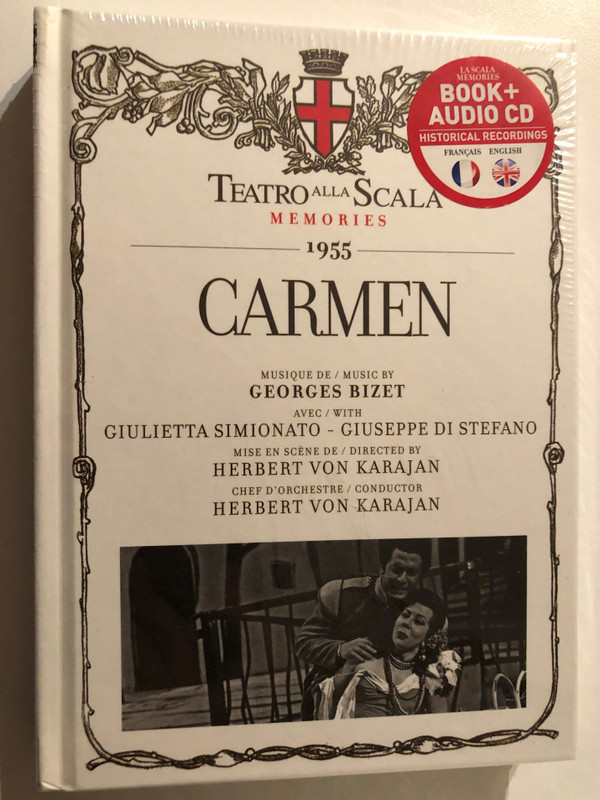 LA SCALA
MEMORIES
BOOK+
AUDIO CD
HISTORICAL RECORDINGS
FRANÇAIS ENGLISH
TEATRO ALLA SCALA
MEMORIES
1955
CARMEN
MUSIQUE DE / MUSIC BY
GEORGES BIZET
AVEC / WITH
GIULIETTA SIMIONATO - GIUSEPPE DI STEFANO
MISE EN SCÈNE DE / DIRECTED BY
HERBERT VON KARAJAN
CHEF D'ORCHESTRE / CONDUCTOR
HERBERT VON KARAJAN